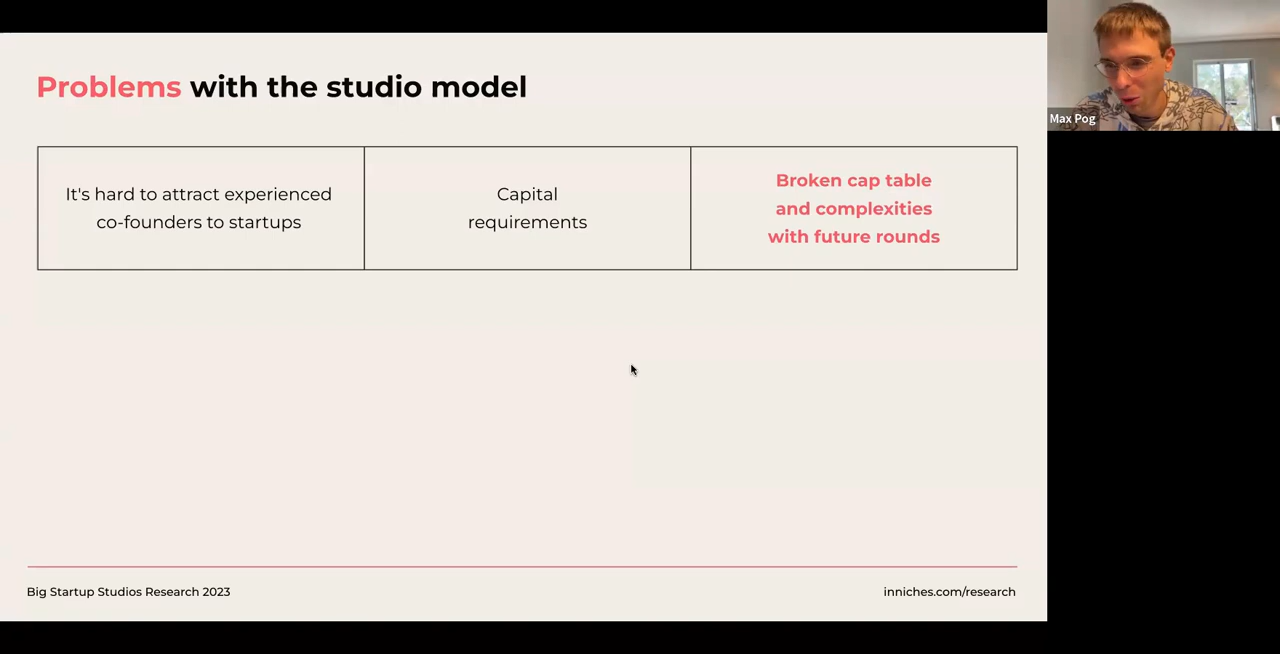 Problems with the studio model
It's hard to attract experienced
co-founders to startups
Capital
requirements
Broken cap table
and complexities
with future rounds
Big Startup Studios Research 2023
inniches.com/research
Max Pog